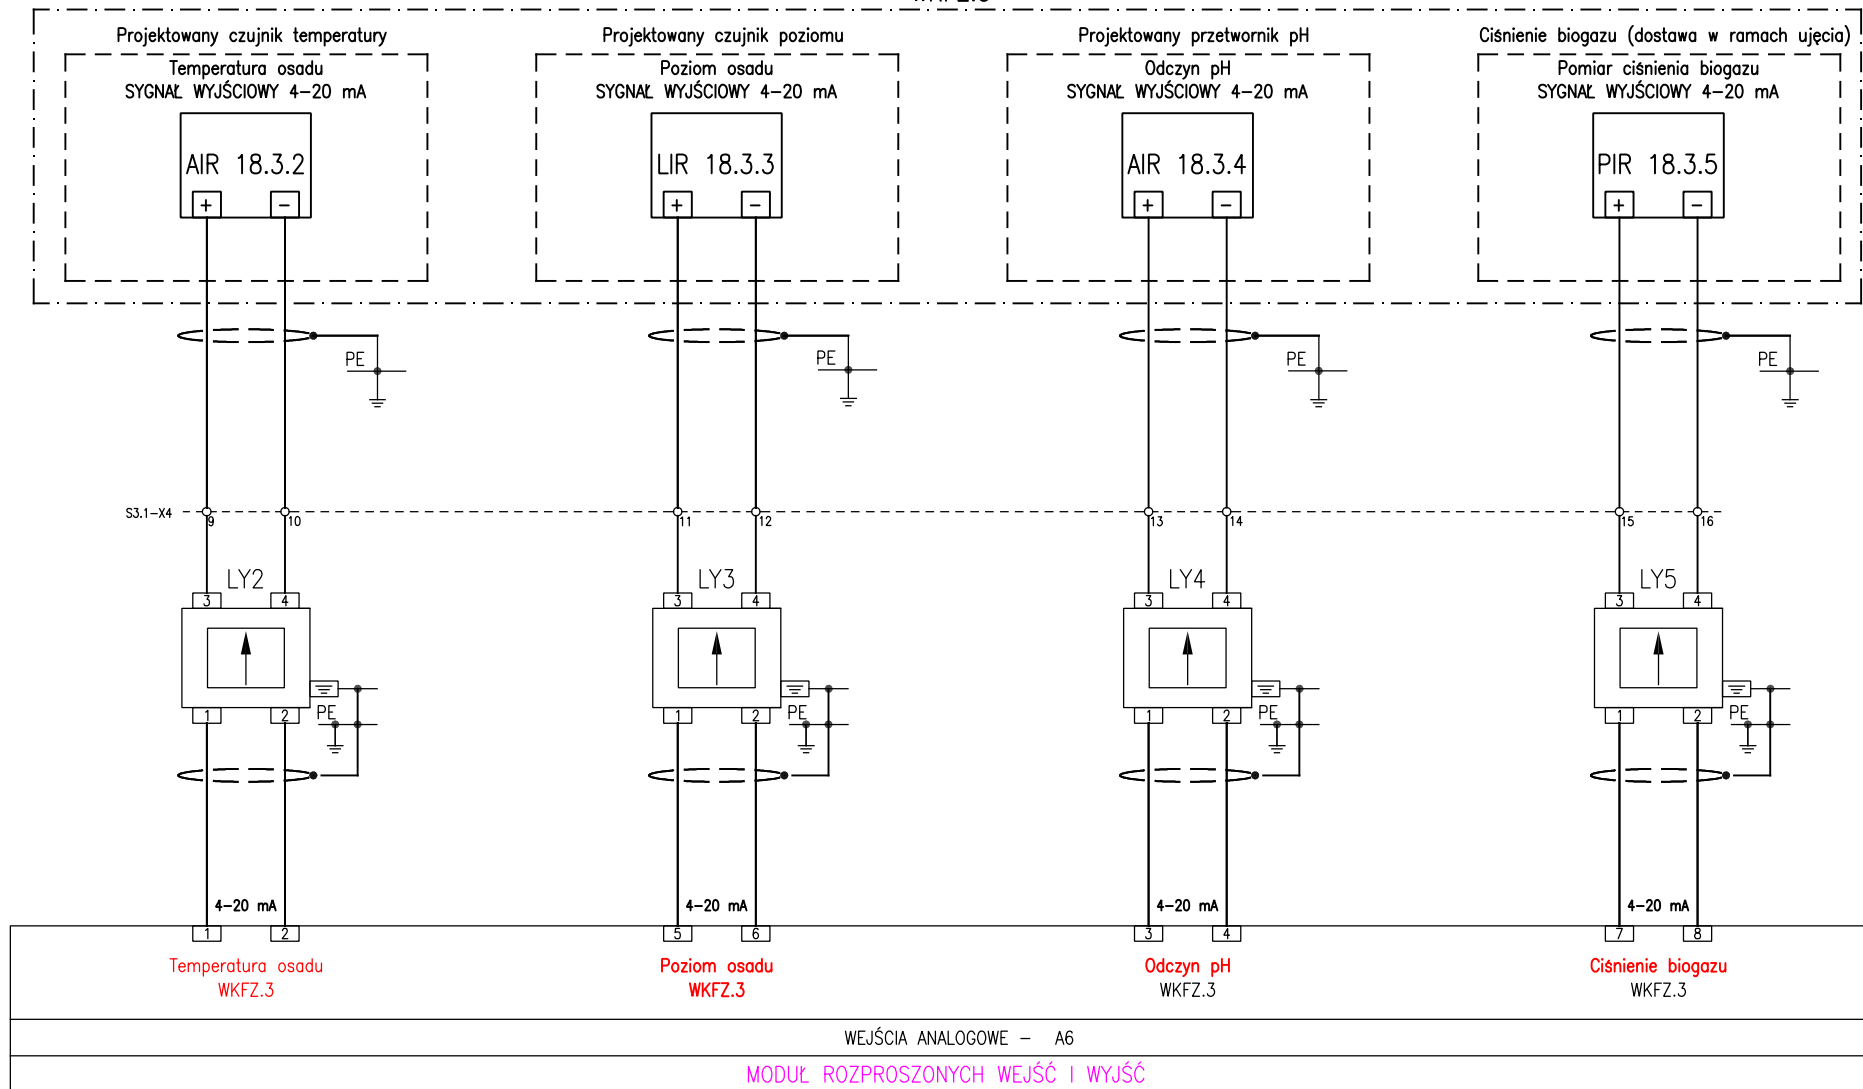 Projektowany czujnik temperatury
Projektowany czujnik poziomu
Projektowany przetwornik pH
Ciśnienie biogazu (dostawa w ramach ujęcia)
Temperatura osadu
SYGNAŁ WYJŚCIOWY 4-20 mA
Poziom osadu
SYGNAŁ WYJŚCIOWY 4-20 mA
Odczyn pH
SYGNAŁ WYJŚCIOWY 4-20 mA
Pomiar ciśnienia biogazu
SYGNAŁ WYJŚCIOWY 4-20 mA
AIR 18.3.2
+ -
LIR 18.3.3
+ -
AIR 18.3.4
+ -
PIR 18.3.5
+ -
PE
PE
PE
PE
S3.1-X4
9 10 11 12 13 14 15 16
LY2
LY3
LY4
LY5
3 4 3 4 3 4 3 4
1 2 1 2 1 2 1 2
PE
PE
PE
PE
4-20 mA
4-20 mA
4-20 mA
4-20 mA
1 2 5 6 3 4 7 8
Temperatura osadu
WKFZ.3
Poziom osadu
WKFZ.3
Odczyn pH
WKFZ.3
Ciśnienie biogazu
WKFZ.3
WEJŚCIA ANALOGOWE - A6
MODUŁ ROZPROSZONYCH WEJŚĆ I WYJŚĆ